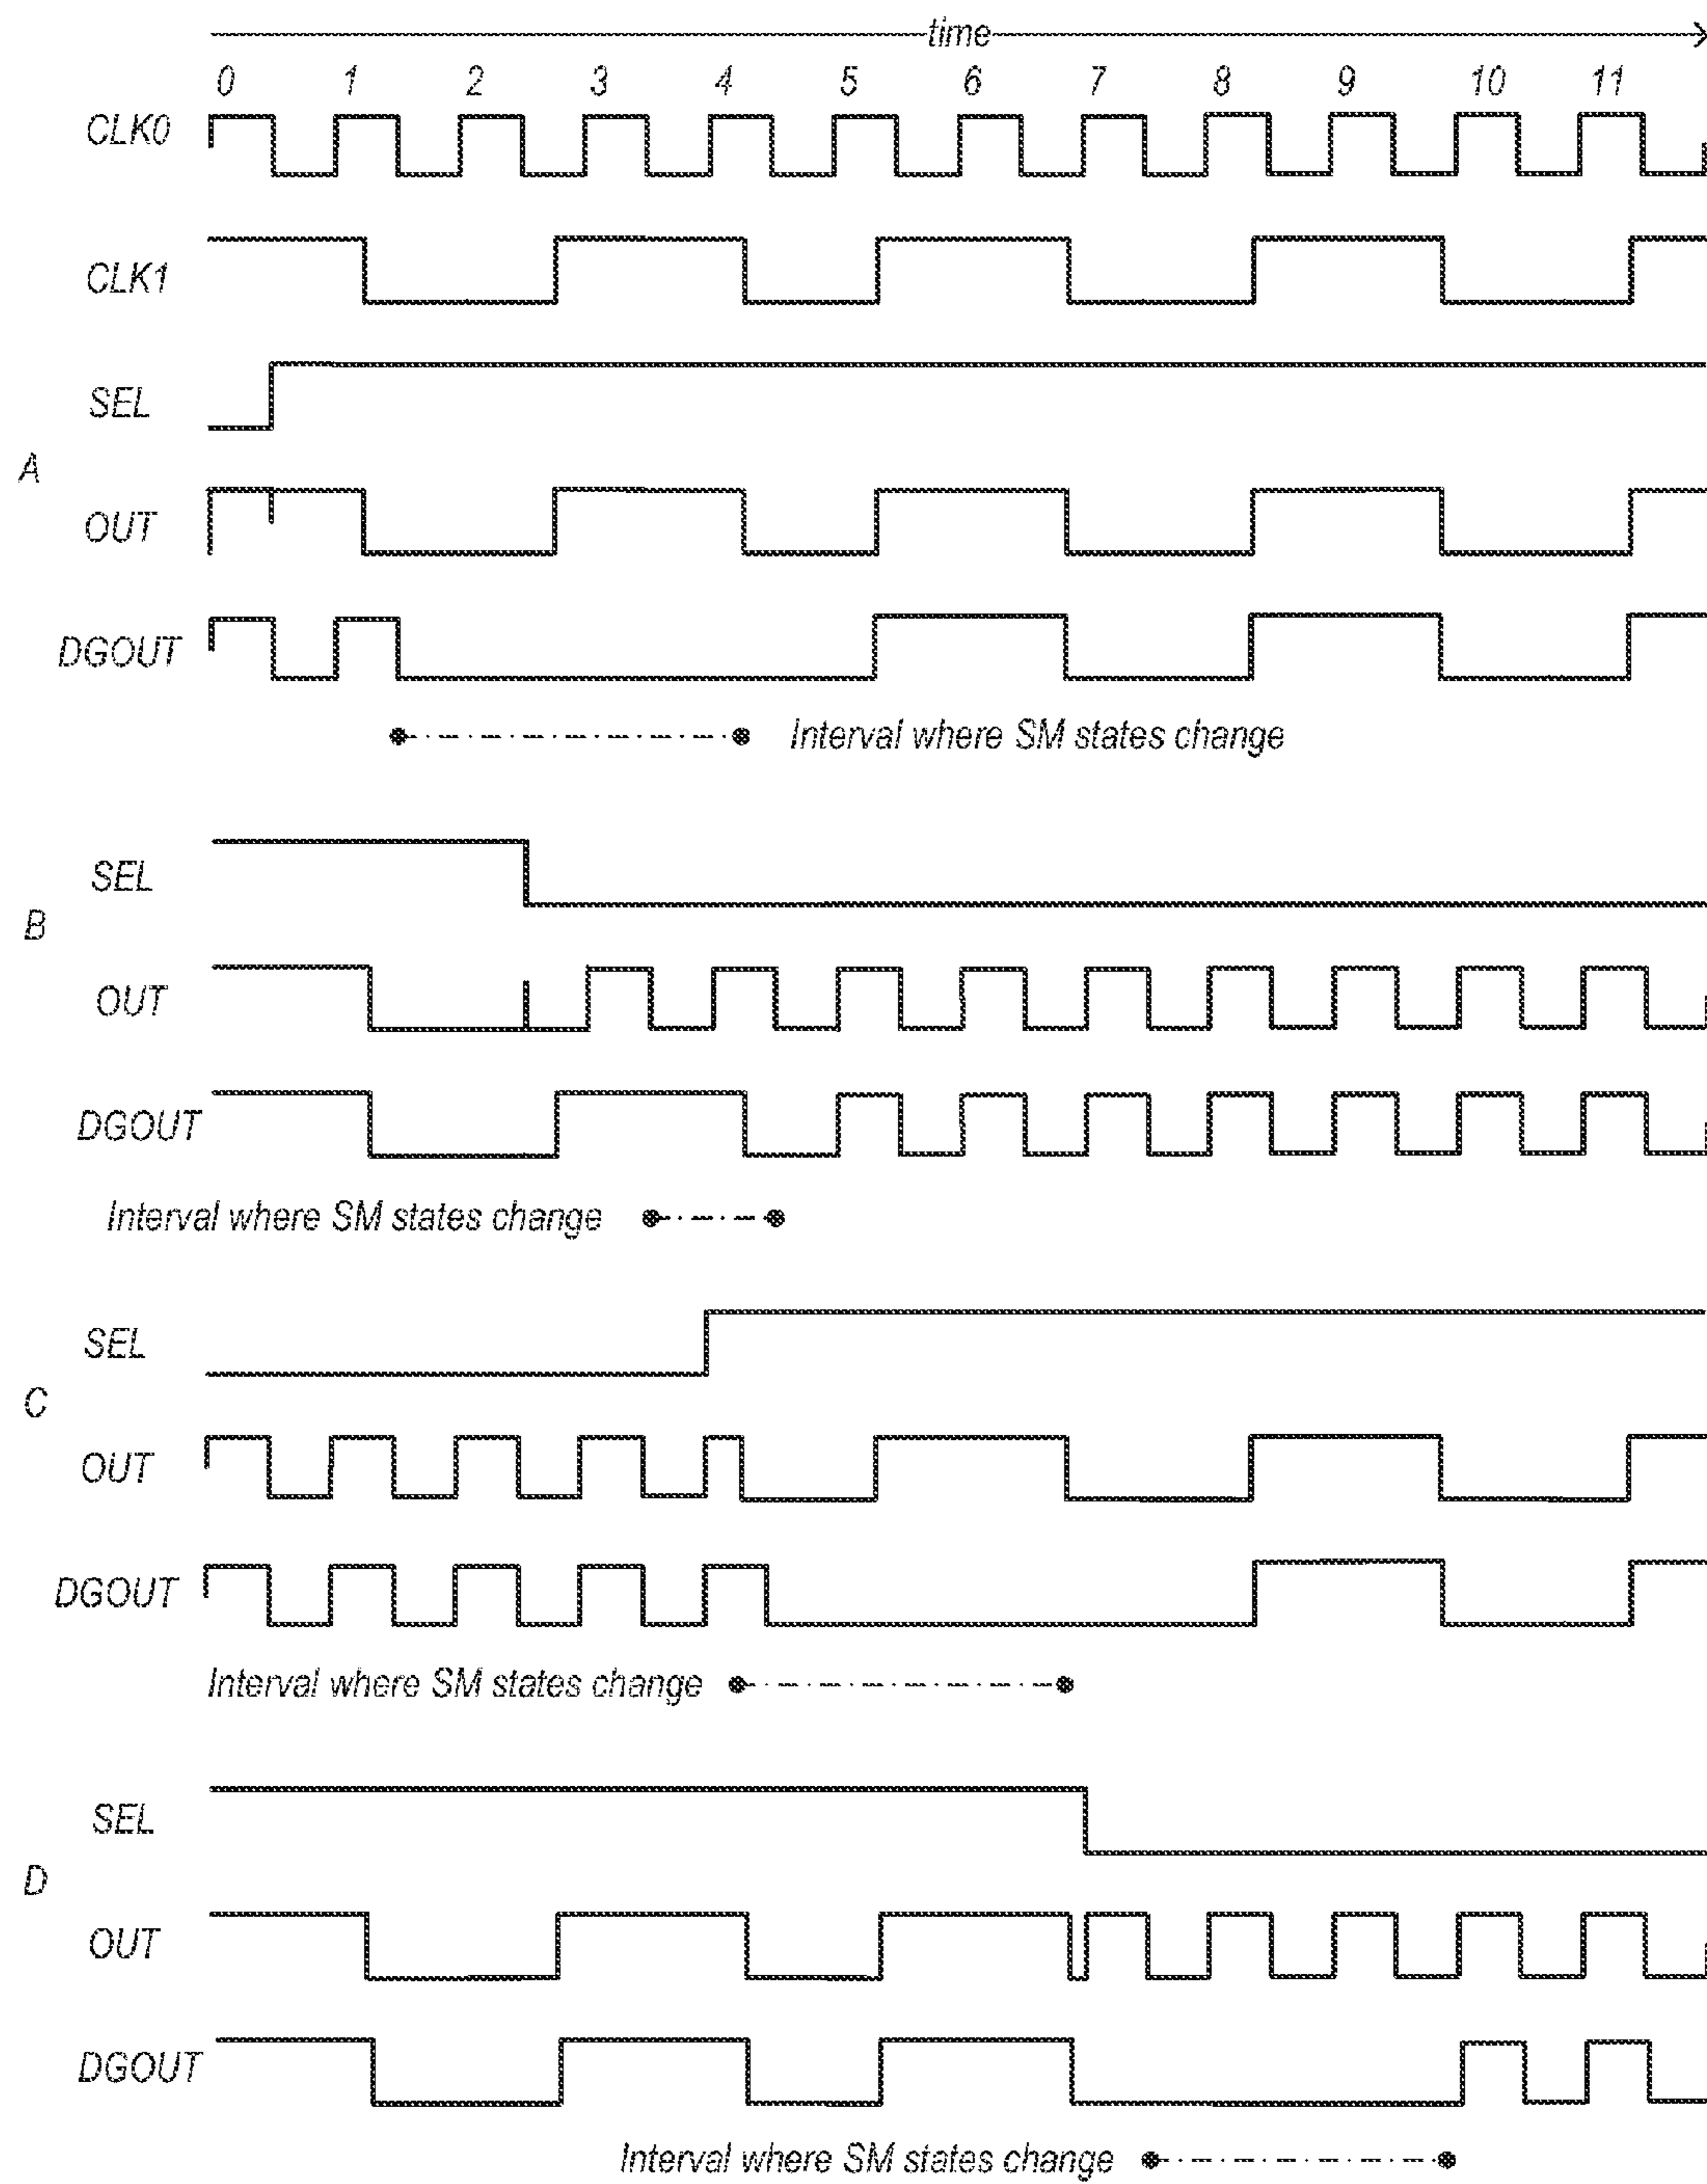 time
0 1 2 3 4 5 6 7 8 9 10 11
CLK0
CLK1
SEL
A
OUT
DGOUT
Interval where SM states change
SEL
B
OUT
DGOUT
Interval where SM states change
SEL
C
OUT
DGOUT
Interval where SM states change
SEL
D
OUT
DGOUT
Interval where SM states change